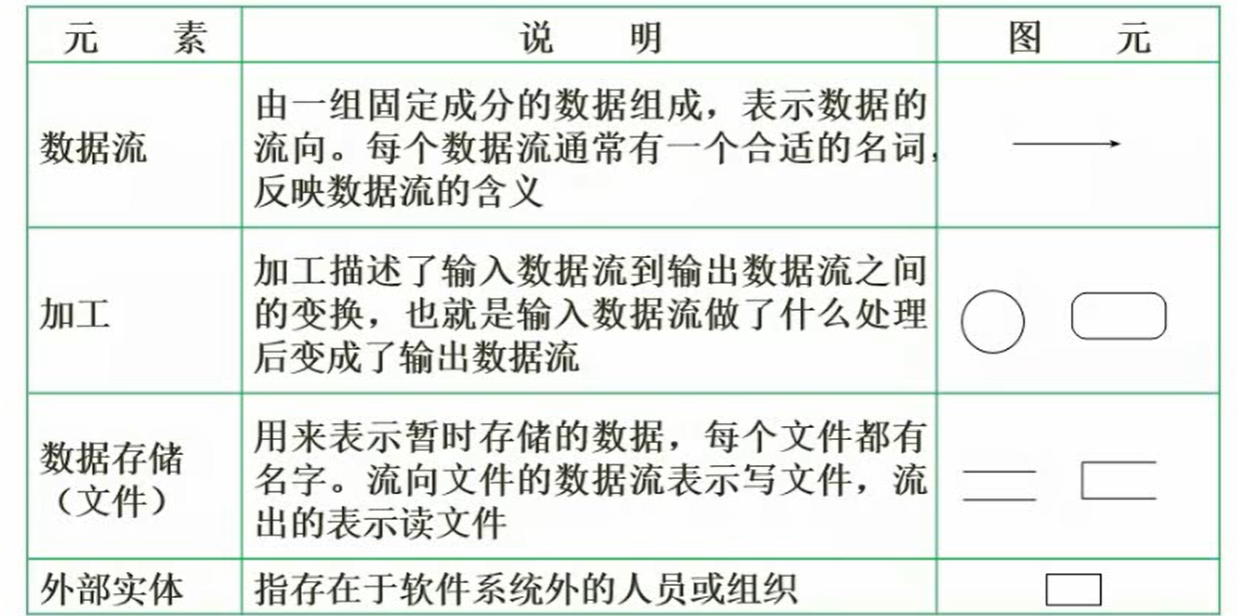 元 素 说 明 图 元
数据流
由一组固定成分的数据组成，表示数据的
流向。每个数据流通常有一个合适的名词，
反映数据流的含义
加工
加工描述了输入数据流到输出数据流之间
的变换，也就是输入数据流做了什么处理
后变成了输出数据流
数据存储
（文件）
用来表示暂时存储的数据，每个文件都有
名字。流向文件的数据流表示写文件，流
出的表示读文件
外部实体
指存在于软件系统外的人员或组织